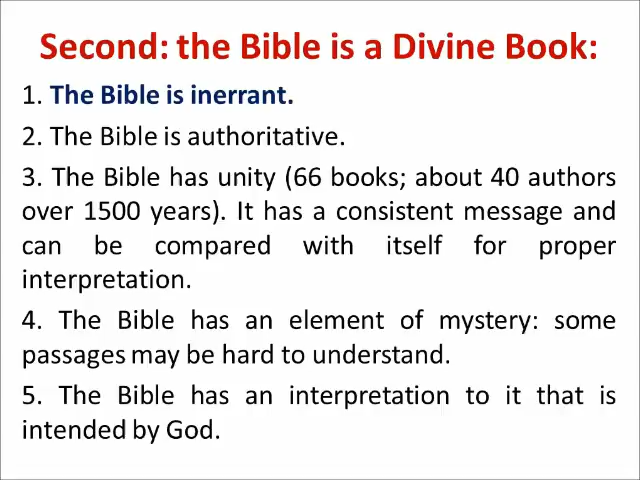 Second: the Bible is a Divine Book:
1. The Bible is inerrant.
2. The Bible is authoritative.
3. The Bible has unity (66 books; about 40 authors
over 1500 years). It has a consistent message and
can be compared with itself for proper
interpretation.
4. The Bible has an element of mystery: some
passages may be hard to understand.
5. The Bible has an interpretation to it that is
intended by God.